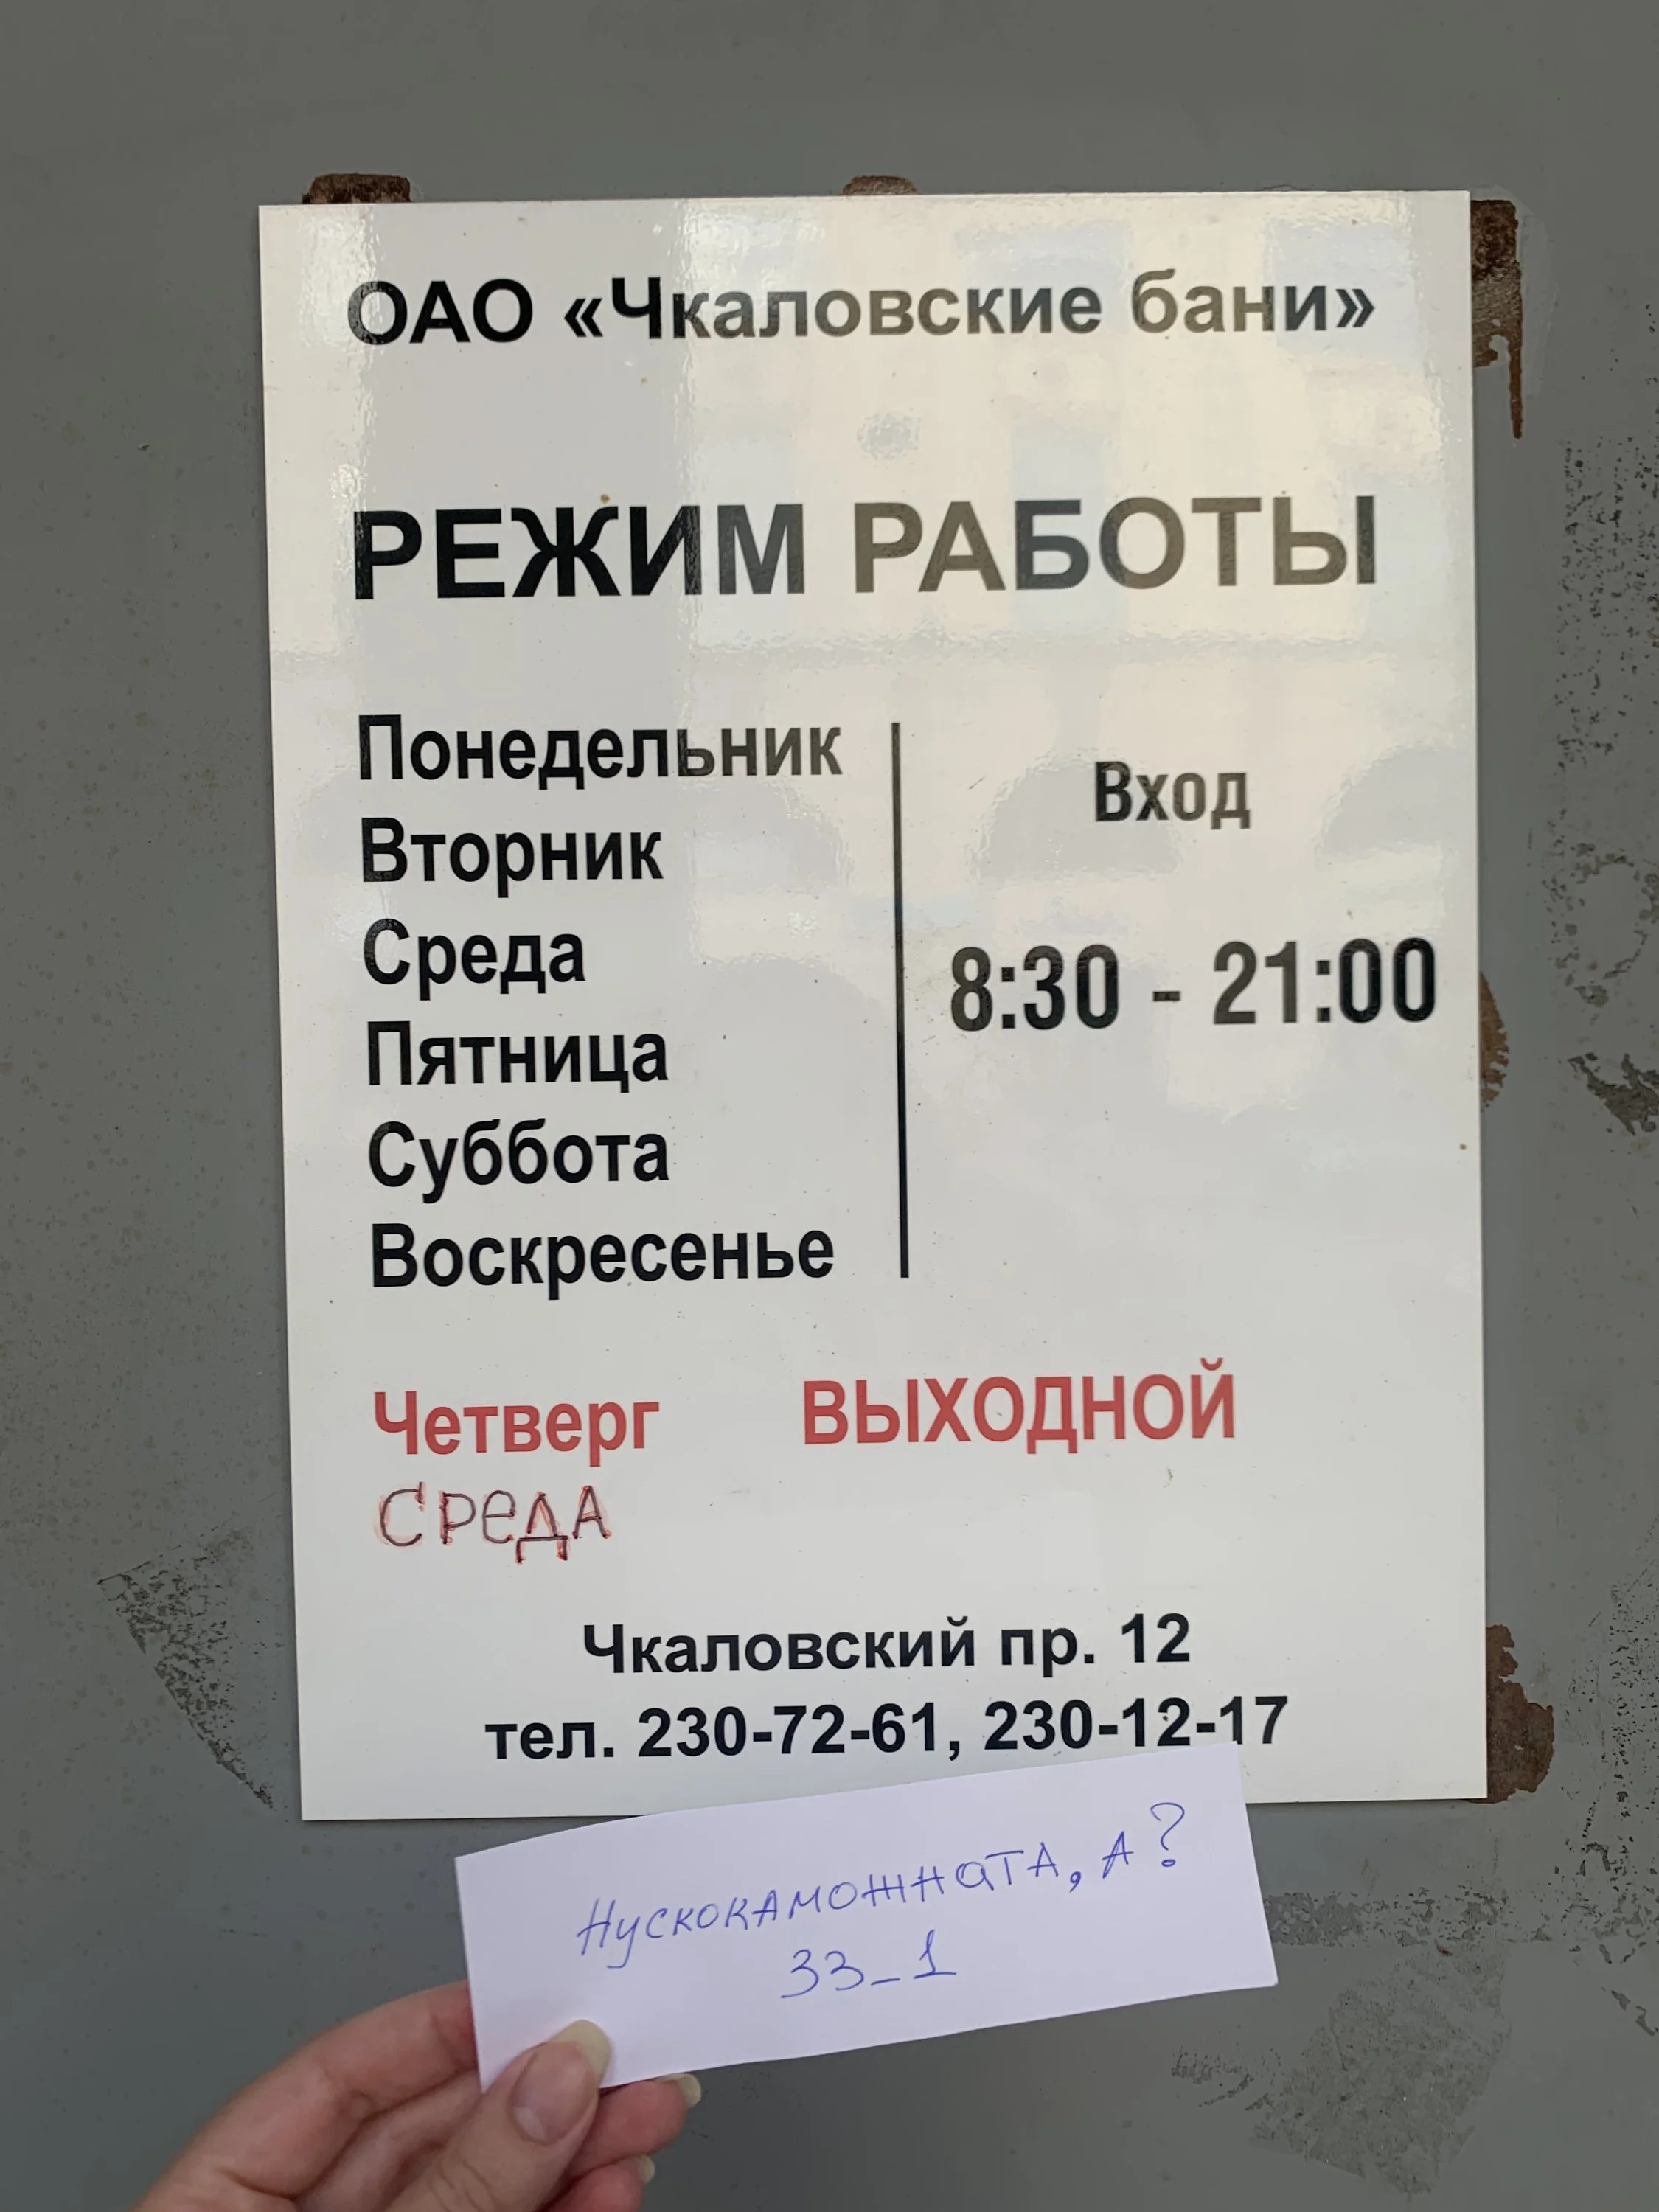 ОАО «Чкаловские бани»
РЕЖИМ РАБОТЫ
Понедельник
Вторник
Среда
Пятница
Суббота
Воскресенье
Вход
8:30 - 21:00
Четверг ВЫХОДНОЙ
СРЕДА
Чкаловский пр. 12
тел. 230-72-61, 230-12-17
Нускокаможнната, А?
33_1